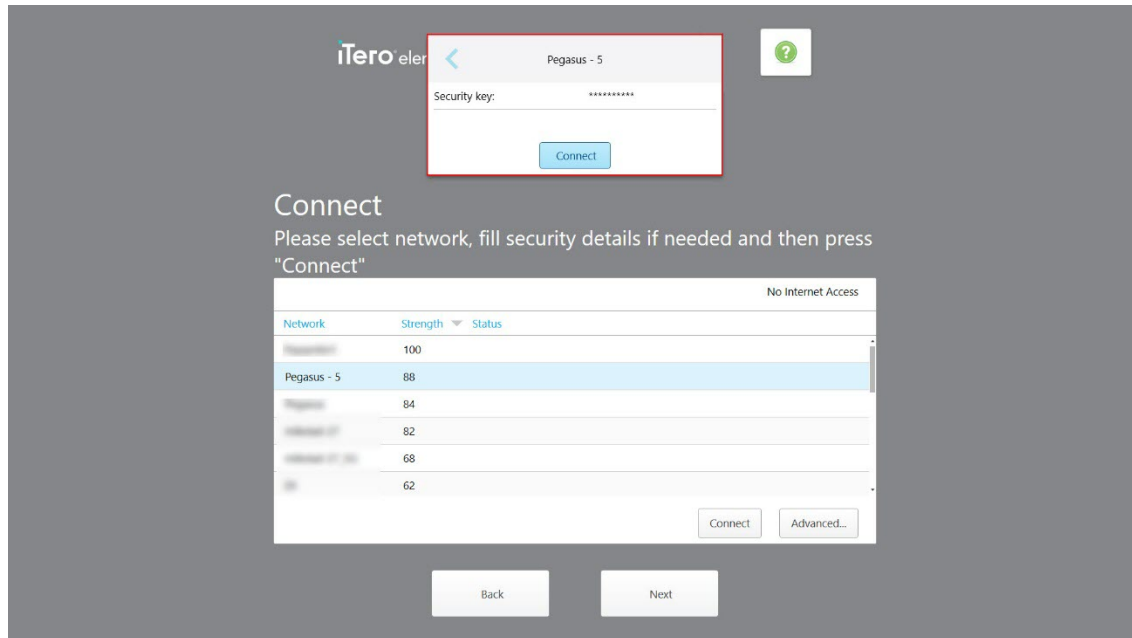 iTero eler
Pegasus - 5
Security key: **********
Connect
Connect
Please select network, fill security details if needed and then press
"Connect"
No Internet Access
Network Strength Status
100
Pegasus - 5 88
84
82
68
62
Connect Advanced...
Back Next